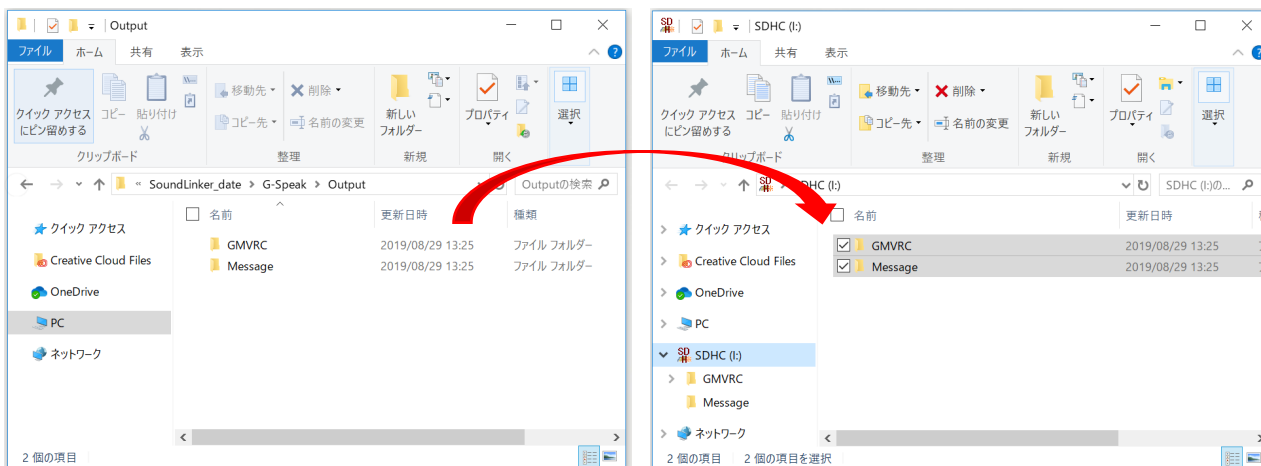 Output
ファイル ホーム 共有 表示
クイック アクセス
にピン留めする
コピー
貼り付け
移動先
コピー先
削除
名前の変更
新しい
フォルダー
プロパティ
選択
クリップボード 整理 新規 開く
« SoundLinker_date › G-Speak › Output
Outputの検索
名前 更新日時 種類
クイック アクセス
Creative Cloud Files
OneDrive
PC
ネットワーク
GMVRC 2019/08/29 13:25 ファイル フォルダー
Message 2019/08/29 13:25 ファイル フォルダー
2 個の項目
SDHC (I:)
ファイル ホーム 共有 表示
クイック アクセス
にピン留めする
コピー
貼り付け
移動先
コピー先
削除
名前の変更
新しい
フォルダー
プロパティ
選択
クリップボード 整理 新規 開く
SDHC (I:)の...
名前 更新日時
クイック アクセス
Creative Cloud Files
OneDrive
PC
SDHC (I:)
GMVRC
Message
ネットワーク
GMVRC 2019/08/29 13:25
Message 2019/08/29 13:25
2 個の項目 2 個の項目を選択